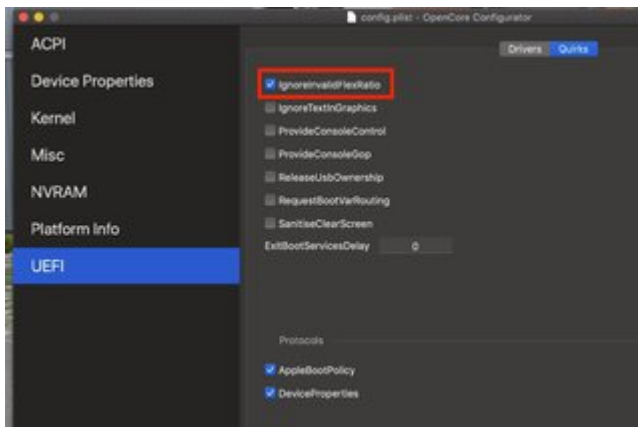 config.plist - OpenCore Configurator
ACPI
Device Properties
Kernel
Misc
NVRAM
Platform Info
UEFI
Drivers Quirks
IgnoreInvalidFlexRatio
IgnoreTextInGraphics
ProvideConsoleControl
ProvideConsoleGop
ReleaseUsbOwnership
RequestBootVarRouting
SanitiseClearScreen
ExitBootServicesDelay 0
Protocols
AppleBootPolicy
DeviceProperties